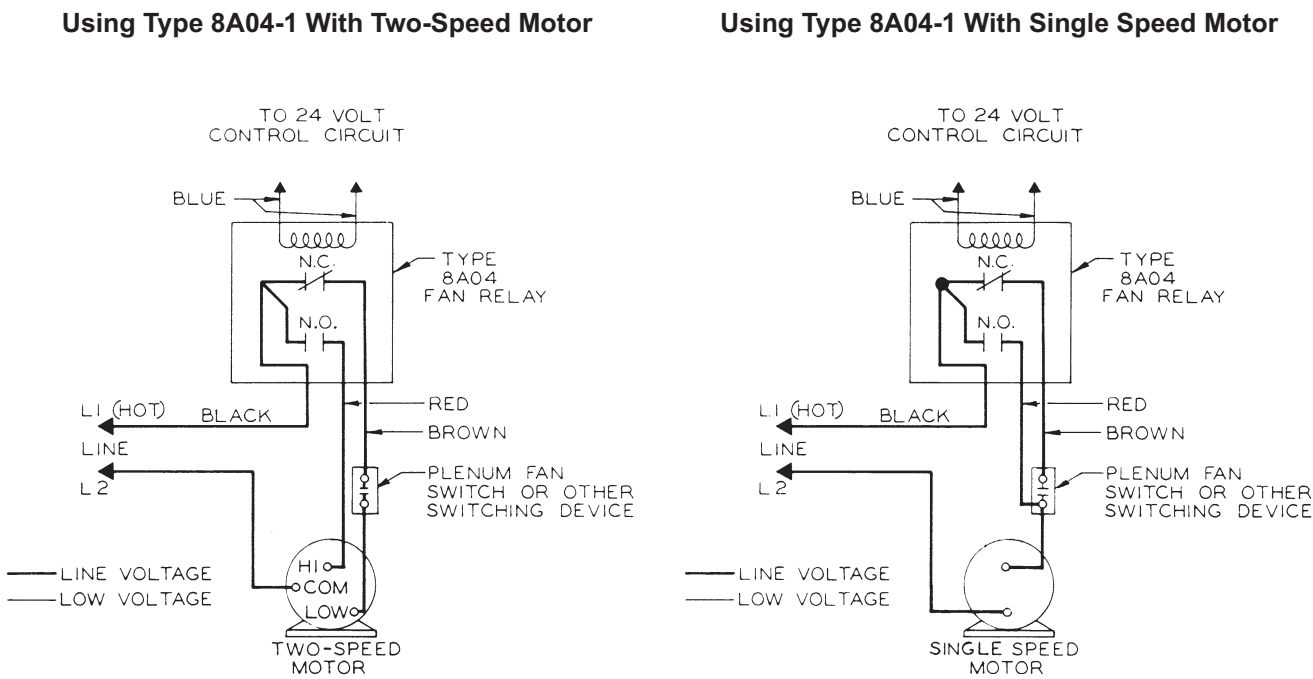 Using Type 8A04-1 With Two-Speed Motor
TO 24 VOLT
CONTROL CIRCUIT
BLUE
N.C.
TYPE
8A04
FAN RELAY
N.O.
RED
L1 (HOT)
BLACK
BROWN
LINE
L2
PLENUM FAN
SWITCH OR OTHER
SWITCHING DEVICE
HI
COM
LOW
LINE VOLTAGE
LOW VOLTAGE
TWO-SPEED
MOTOR
Using Type 8A04-1 With Single Speed Motor
TO 24 VOLT
CONTROL CIRCUIT
BLUE
N.C.
TYPE
8A04
FAN RELAY
N.O.
RED
L1 (HOT)
BLACK
BROWN
LINE
L2
PLENUM FAN
SWITCH OR OTHER
SWITCHING DEVICE
LINE VOLTAGE
LOW VOLTAGE
SINGLE SPEED
MOTOR